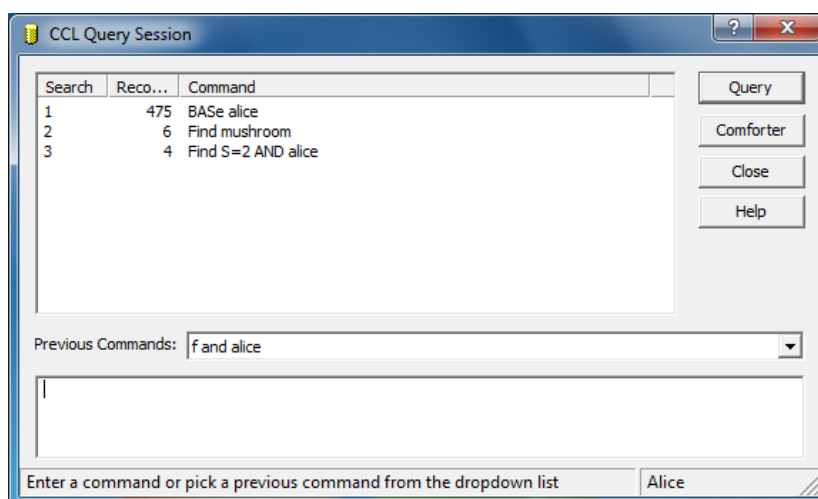 CCL Query Session
Search Reco... Command
1 475 BASe alice
2 6 Find mushroom
3 4 Find S=2 AND alice
Query
Comforter
Close
Help
Previous Commands: f and alice
Enter a command or pick a previous command from the dropdown list Alice